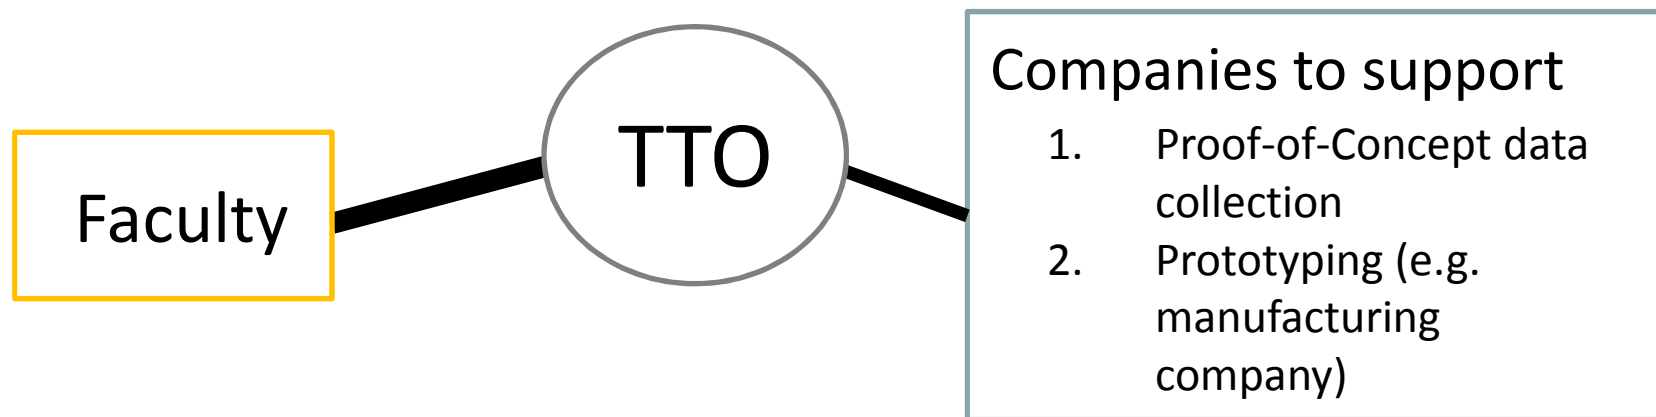 Faculty
TTO
Companies to support
1. Proof-of-Concept data
collection
2. Prototyping (e.g.
manufacturing
company)